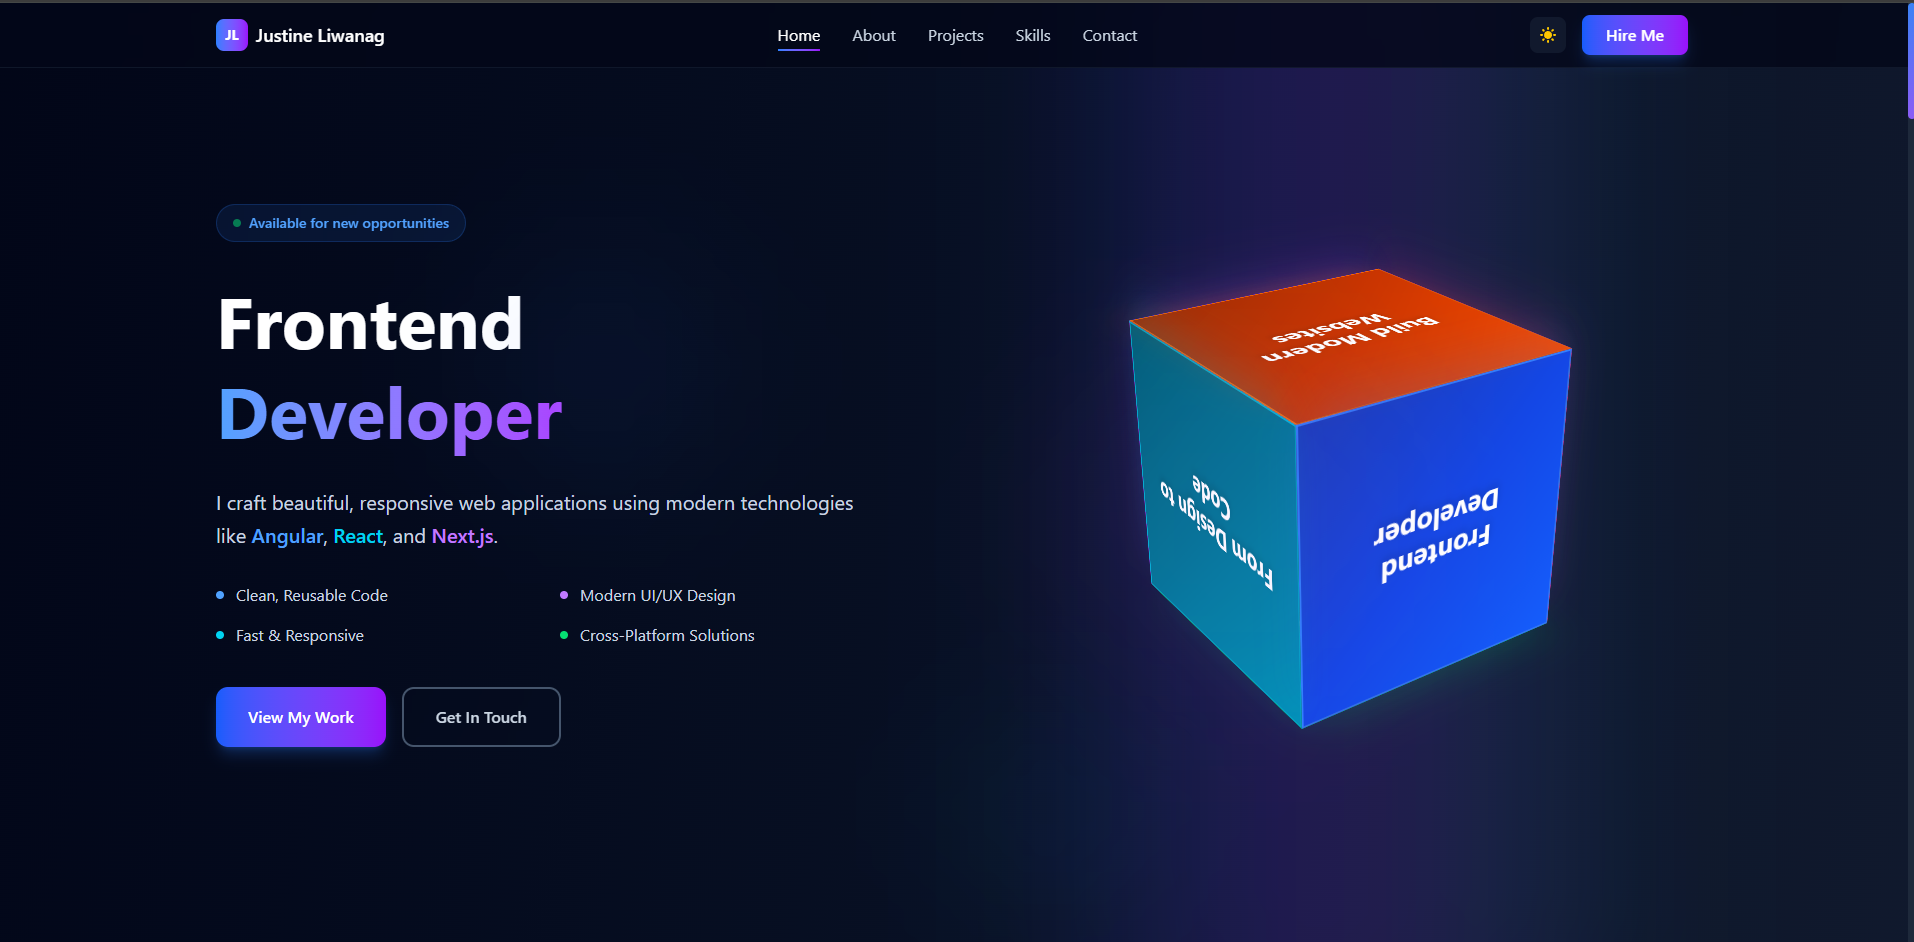 JL Justine Liwanag
Home About Projects Skills Contact
Hire Me
Available for new opportunities
Frontend
Developer
I craft beautiful, responsive web applications using modern technologies
like Angular, React, and Next.js.
Clean, Reusable Code
Modern UI/UX Design
Fast & Responsive
Cross-Platform Solutions
View My Work
Get In Touch
Build Modern
Websites
From Design to
Code
Frontend
Developer